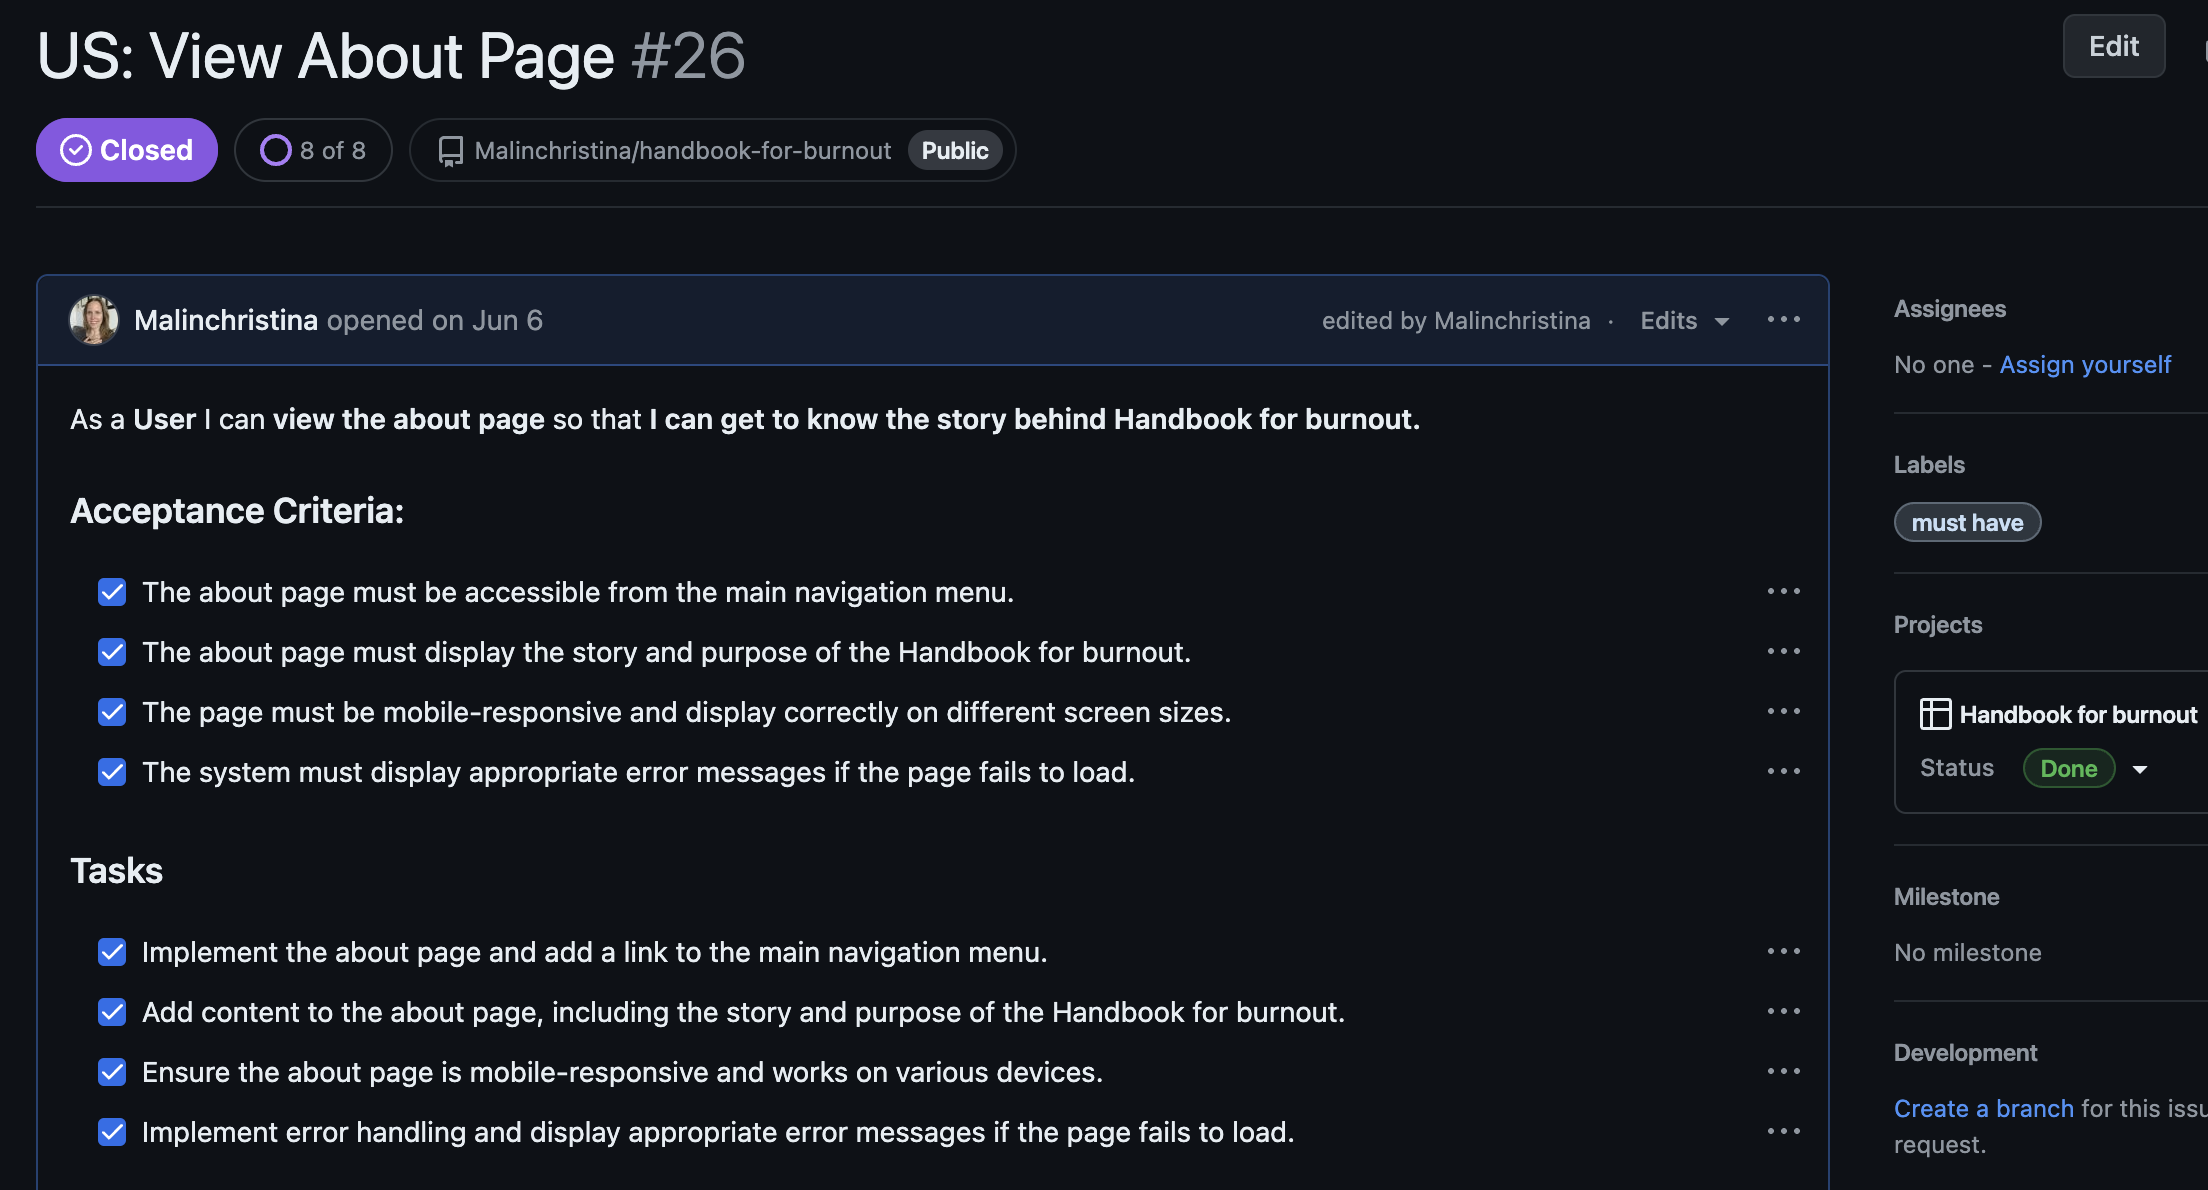 US: View About Page #26
Edit
Closed
8 of 8
Malinchristina/handbook-for-burnout
Public
Malinchristina opened on Jun 6
edited by Malinchristina · Edits
As a User I can view the about page so that I can get to know the story behind Handbook for burnout.
Acceptance Criteria:
The about page must be accessible from the main navigation menu.
The about page must display the story and purpose of the Handbook for burnout.
The page must be mobile-responsive and display correctly on different screen sizes.
The system must display appropriate error messages if the page fails to load.
Tasks
Implement the about page and add a link to the main navigation menu.
Add content to the about page, including the story and purpose of the Handbook for burnout.
Ensure the about page is mobile-responsive and works on various devices.
Implement error handling and display appropriate error messages if the page fails to load.
Assignees
No one - Assign yourself
Labels
must have
Projects
Handbook for burnout
Status Done
Milestone
No milestone
Development
Create a branch for this
request.